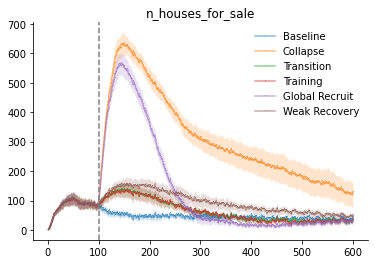 n_houses_for_sale
700
600
500
400
300
200
100
0
0
100
200
300
400
500
600
Baseline
Collapse
Transition
Training
Global Recruit
Weak Recovery